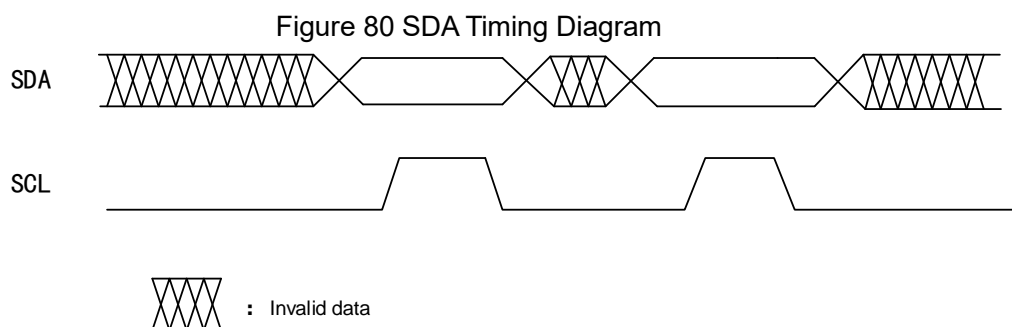 Figure 80 SDA Timing Diagram
SDA
SCL
: Invalid data